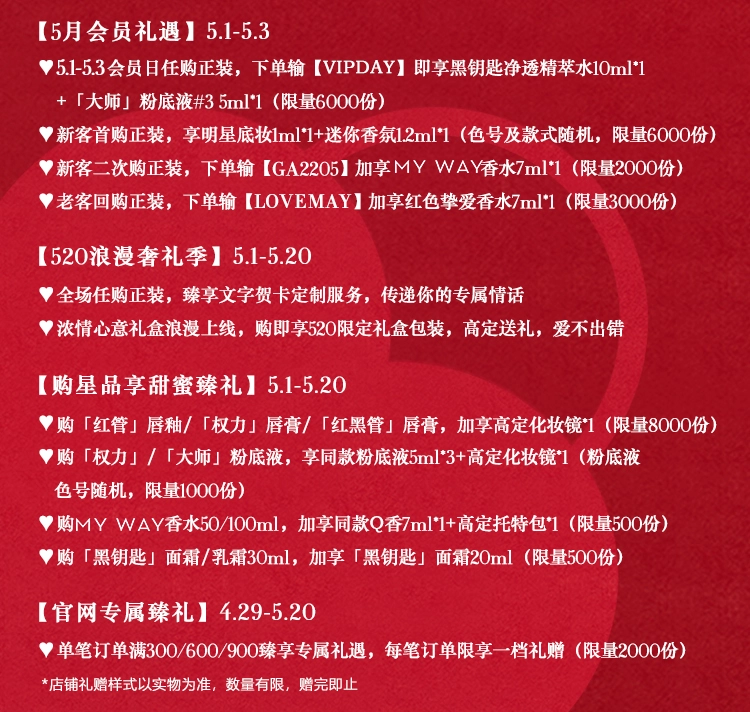 【5月会员礼遇】5.1-5.3
♥5.1-5.3会员日任购正装，下单输【VIPDAY】即享黑钥匙净透精萃水10ml*1
+「大师」粉底液#3 5ml*1（限量6000份）
♥新客首购正装，享明星底妆1ml*1+迷你香氛1.2ml*1（色号及款式随机，限量6000份）
♥新客二次购正装，下单输【GA2205】加享MY WAY香水7ml*1（限量2000份）
♥老客回购正装，下单输【LOVEMAY】加享红色挚爱香水7ml*1（限量3000份）
【520浪漫奢礼季】5.1-5.20
♥全场任购正装，臻享文字贺卡定制服务，传递你的专属情话
♥浓情心意礼盒浪漫上线，购即享520限定礼盒包装，高定送礼，爱不出错
【购星品享甜蜜臻礼】5.1-5.20
♥购「红管」唇釉/「权力」唇膏/「红黑管」唇膏，加享高定化妆镜*1（限量8000份）
♥购「权力」/「大师」粉底液，享同款粉底液5ml*3+高定化妆镜*1（粉底液
色号随机，限量1000份）
♥购MY WAY香水50/100ml，加享同款Q香7ml*1+高定托特包*1（限量500份）
♥购「黑钥匙」面霜/乳霜30ml，加享「黑钥匙」面霜20ml（限量500份）
【官网专属臻礼】4.29-5.20
♥单笔订单满300/600/900臻享专属礼遇，每笔订单限享一档礼赠（限量2000份）
*店铺礼赠样式以实物为准，数量有限，赠完即止